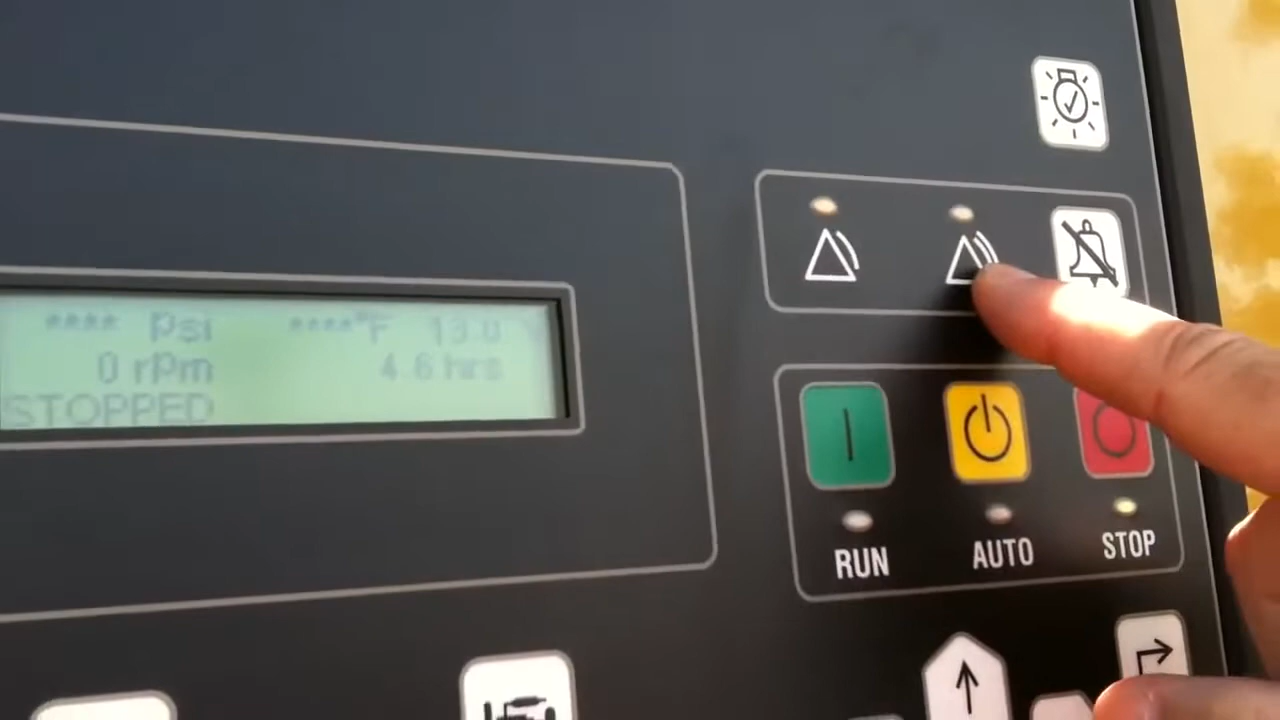 **** psi ****°F 13.0
0 rpm 4.6 hrs
STOPPED
RUN AUTO STOP